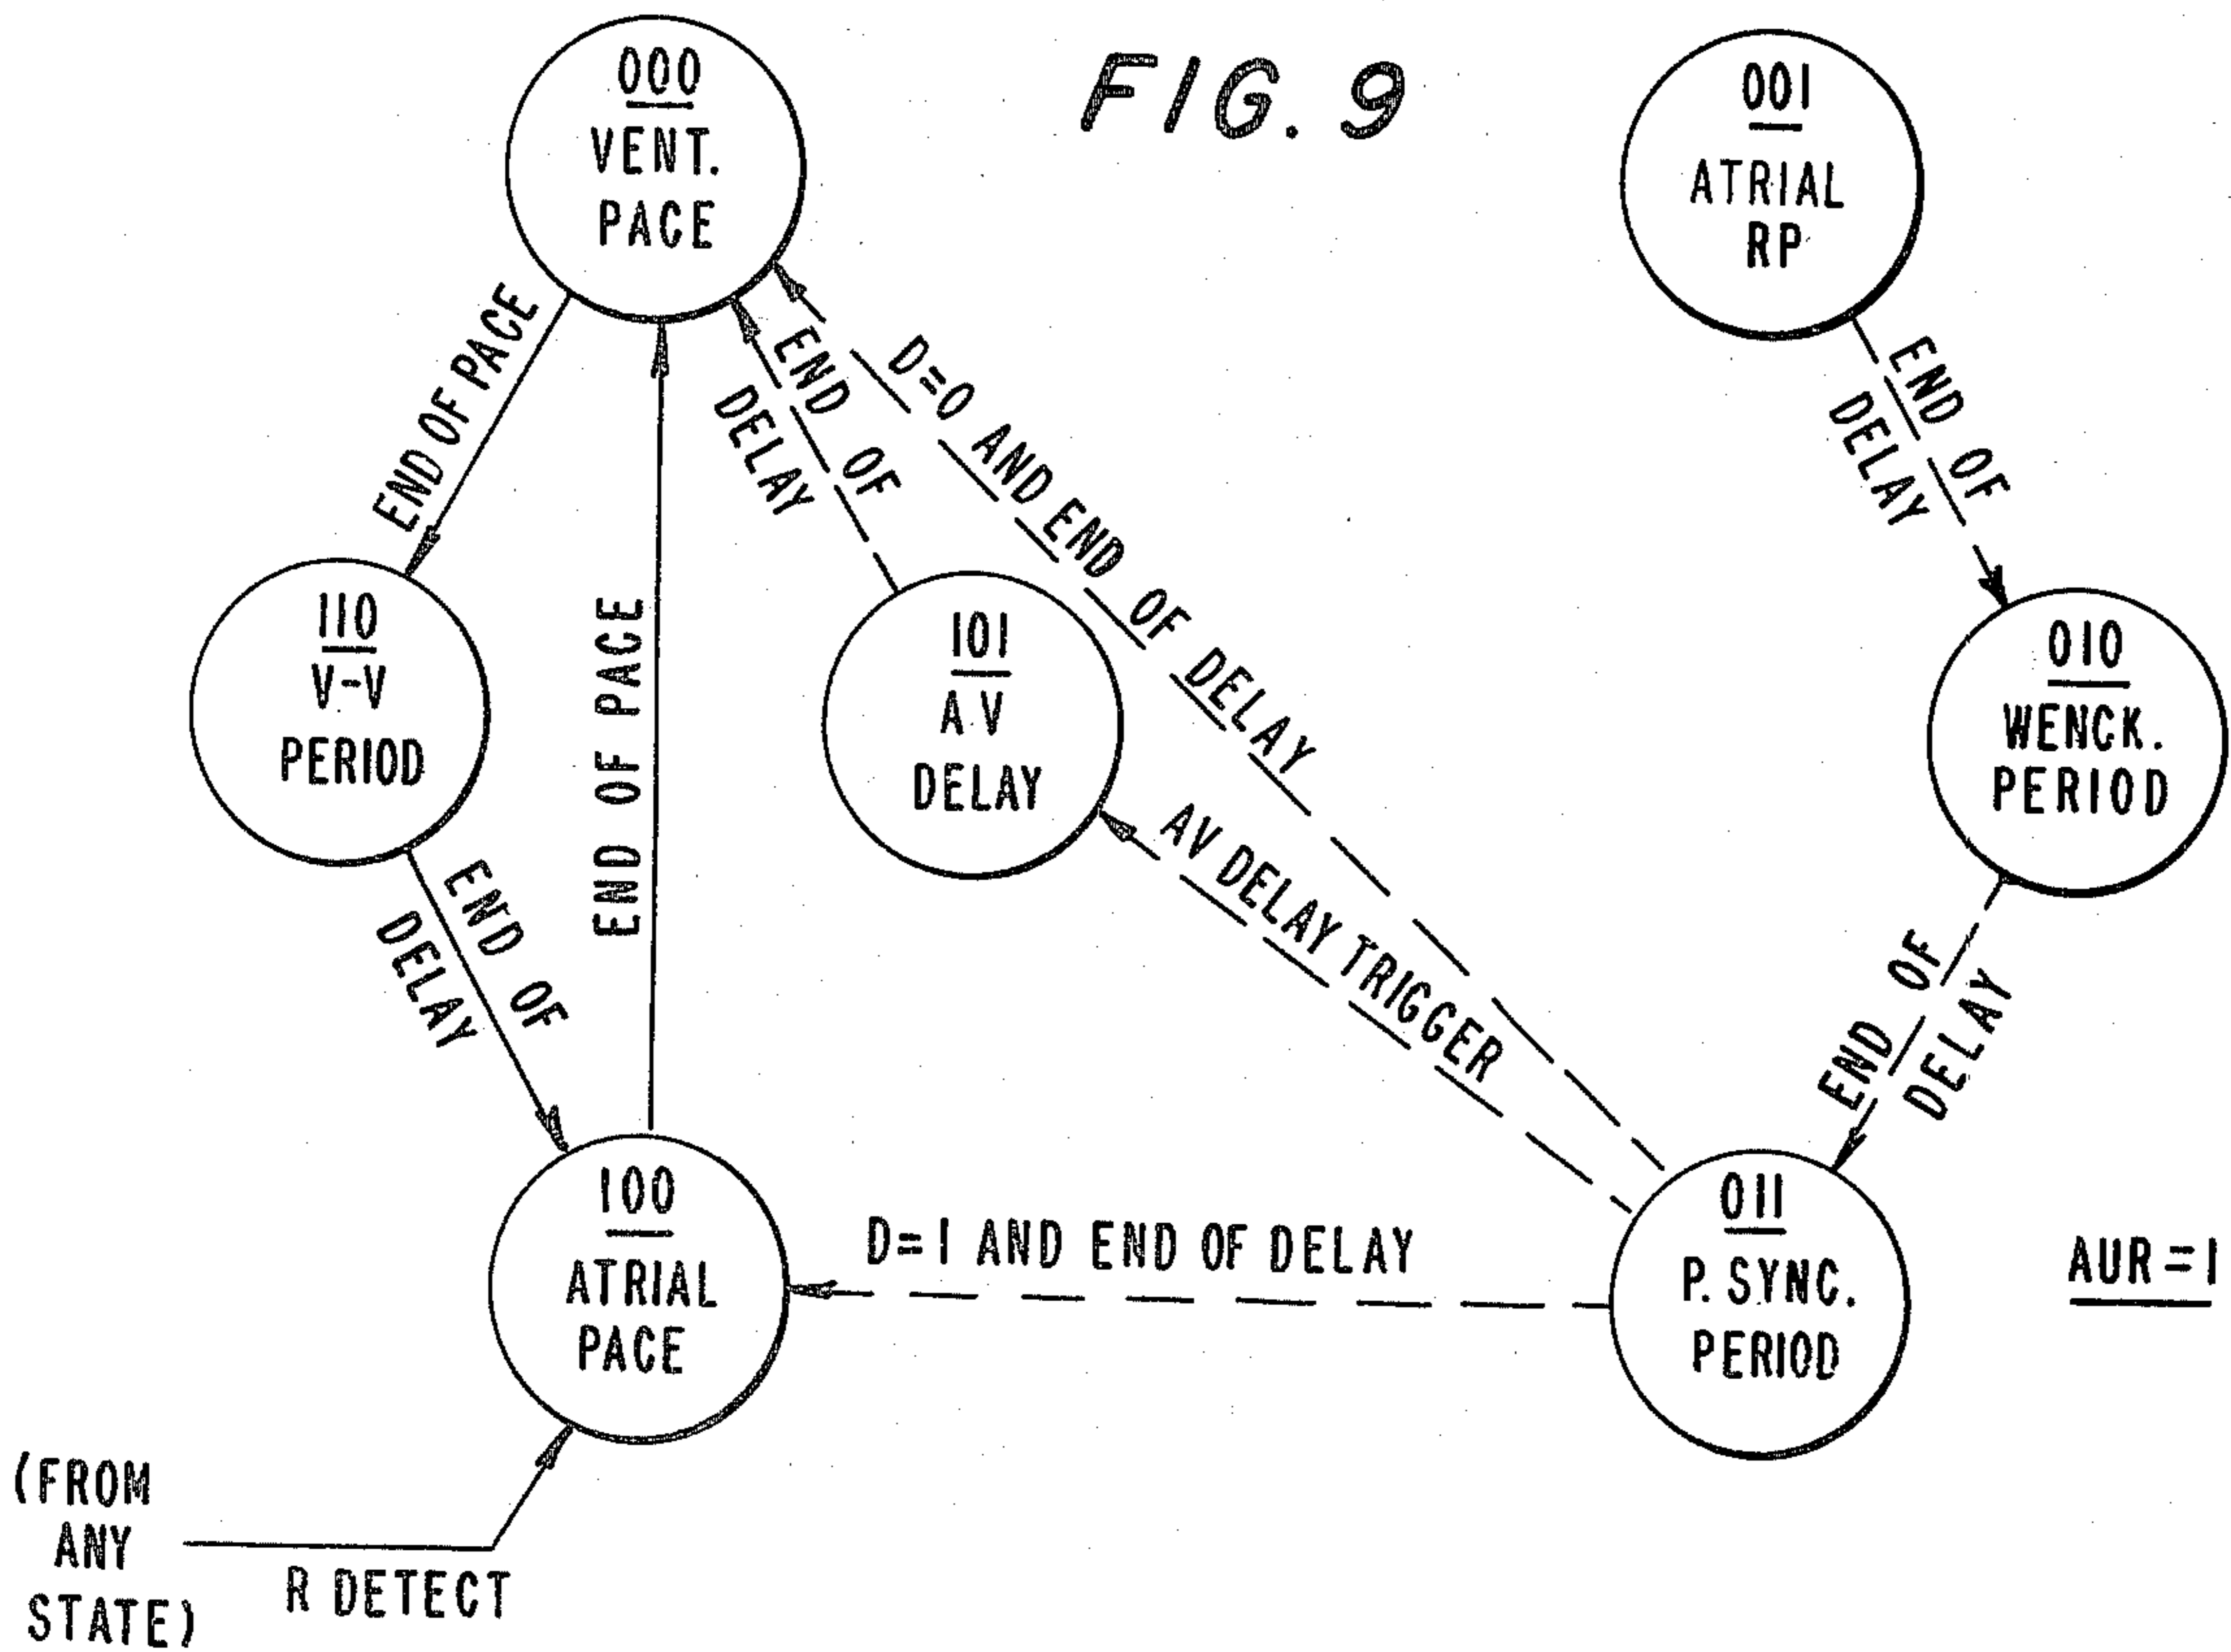 FIG. 9
000
VENT.
PACE
001
ATRIAL
RP
END OF PACE
END OF
DELAY
D=0 AND END OF DELAY
END OF
DELAY
110
V-V
PERIOD
END OF PACE
101
AV
DELAY
010
WENCK.
PERIOD
END OF
DELAY
AV DELAY TRIGGER
END OF
DELAY
100
ATRIAL
PACE
D=1 AND END OF DELAY
011
P. SYNC.
PERIOD
AUR=1
(FROM
ANY
STATE)
R DETECT